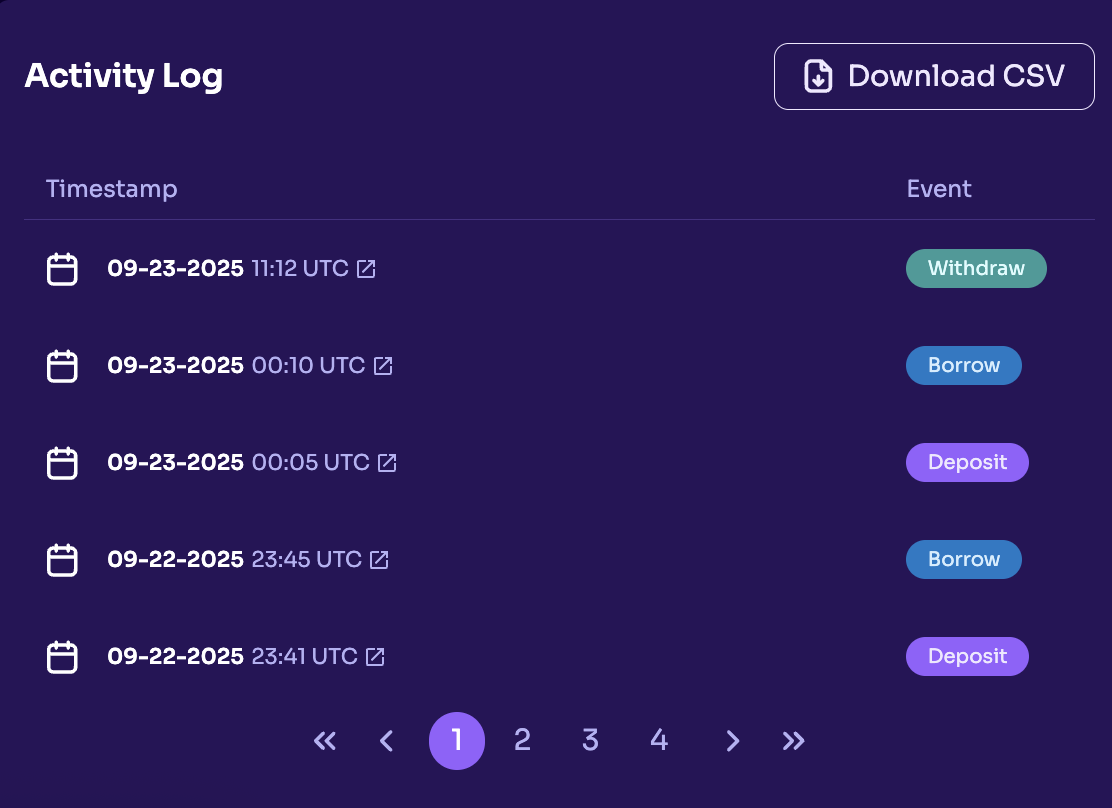 Activity Log
Download CSV
Timestamp Event
09-23-2025 11:12 UTC Withdraw
09-23-2025 00:10 UTC Borrow
09-23-2025 00:05 UTC Deposit
09-22-2025 23:45 UTC Borrow
09-22-2025 23:41 UTC Deposit
« ‹ 1 2 3 4 › »